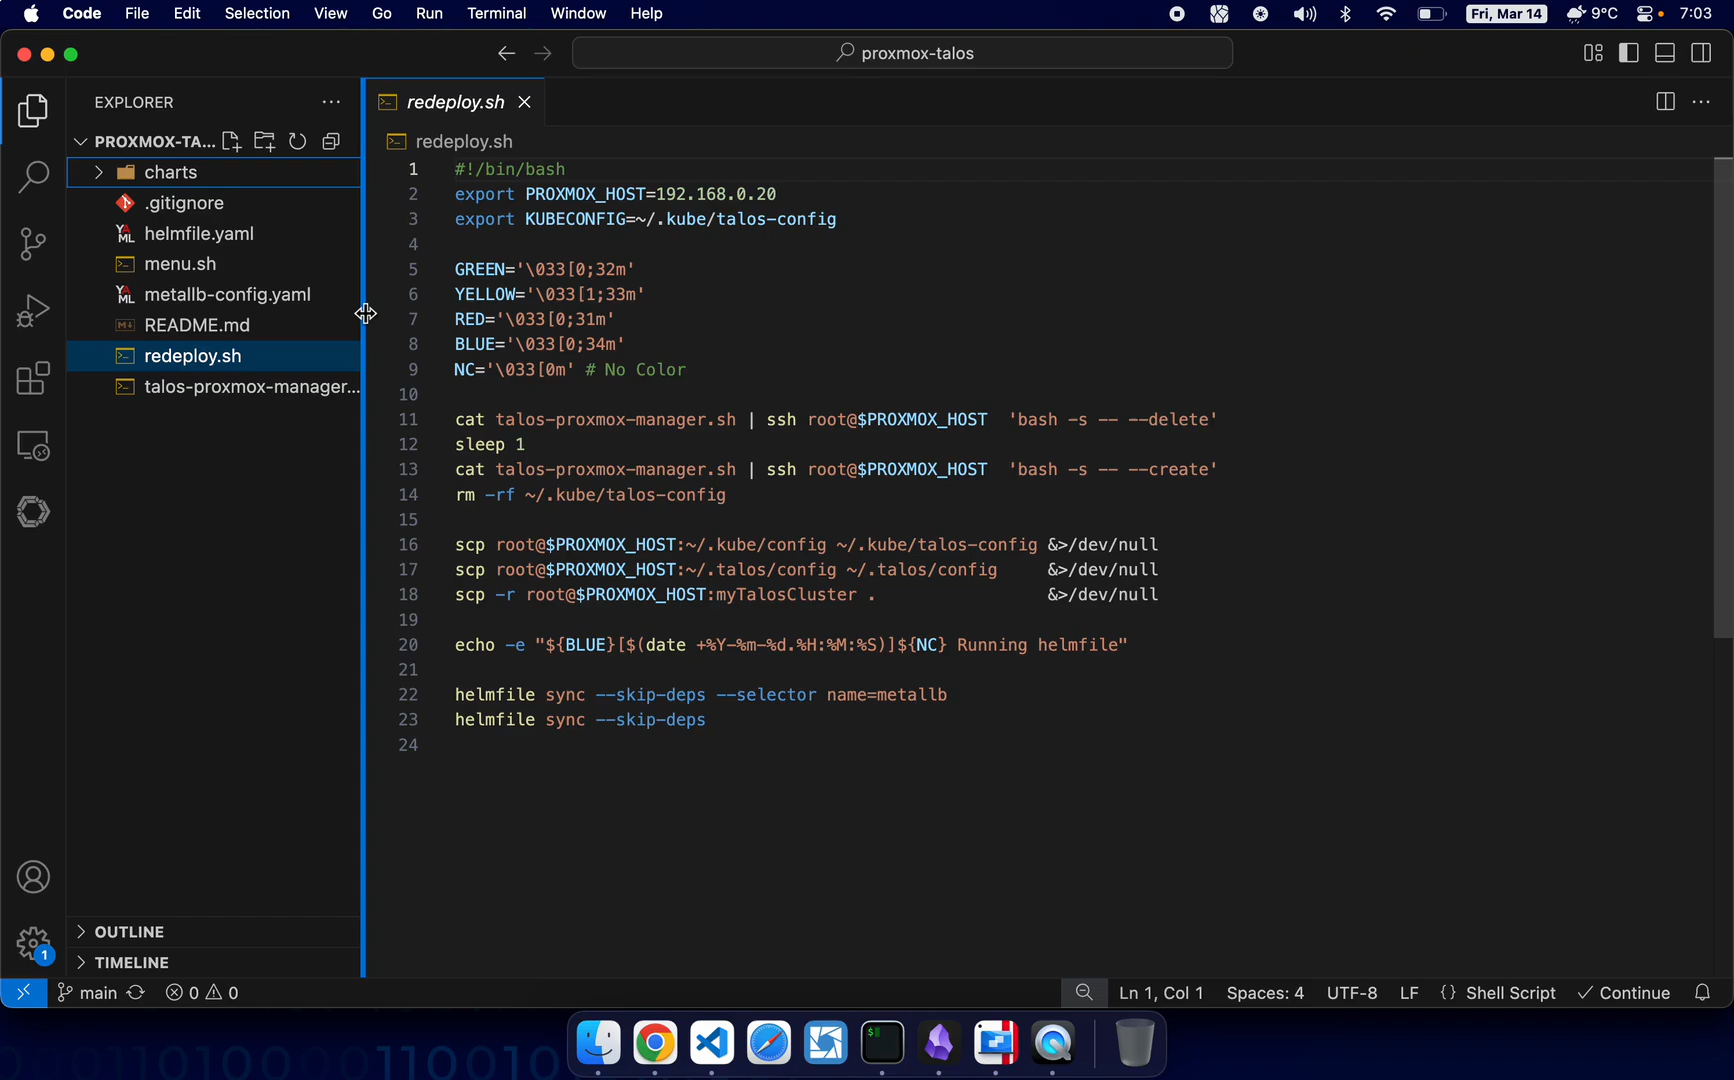 Code File Edit Selection View Go Run Terminal Window Help
Fri, Mar 14 9°C 7:03
proxmox-talos
EXPLORER
PROXMOX-TA...
charts
.gitignore
helmfile.yaml
menu.sh
metallb-config.yaml
README.md
redeploy.sh
talos-proxmox-manager...
OUTLINE
TIMELINE
redeploy.sh
redeploy.sh
1 #!/bin/bash
2 export PROXMOX_HOST=192.168.0.20
3 export KUBECONFIG=~/.kube/talos-config
4
5 GREEN='\033[0;32m'
6 YELLOW='\033[1;33m'
7 RED='\033[0;31m'
8 BLUE='\033[0;34m'
9 NC='\033[0m' # No Color
10
11 cat talos-proxmox-manager.sh | ssh root@$PROXMOX_HOST  'bash -s -- --delete'
12 sleep 1
13 cat talos-proxmox-manager.sh | ssh root@$PROXMOX_HOST  'bash -s -- --create'
14 rm -rf ~/.kube/talos-config
15
16 scp root@$PROXMOX_HOST:~/.kube/config ~/.kube/talos-config &>/dev/null
17 scp root@$PROXMOX_HOST:~/.talos/config ~/.talos/config     &>/dev/null
18 scp -r root@$PROXMOX_HOST:myTalosCluster .                 &>/dev/null
19
20 echo -e "${BLUE}[$(date +%Y-%m-%d.%H:%M:%S)]${NC} Running helmfile"
21
22 helmfile sync --skip-deps --selector name=metallb
23 helmfile sync --skip-deps
24
1
main 0 0
Ln 1, Col 1 Spaces: 4 UTF-8 LF {} Shell Script Continue